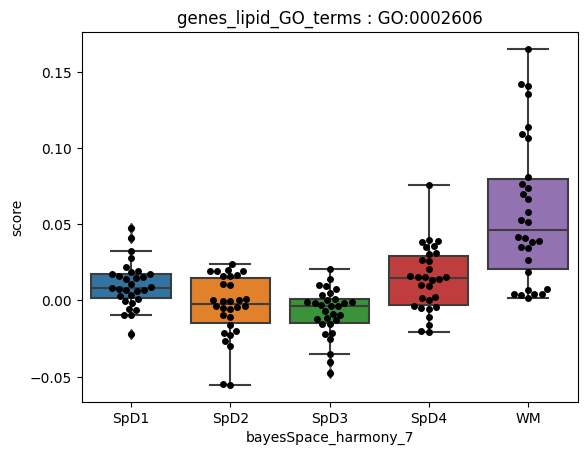 genes_lipid_GO_terms : GO:0002606
0.15
0.10
0.05
0.00
−0.05
score
SpD1 SpD2 SpD3 SpD4 WM
bayesSpace_harmony_7